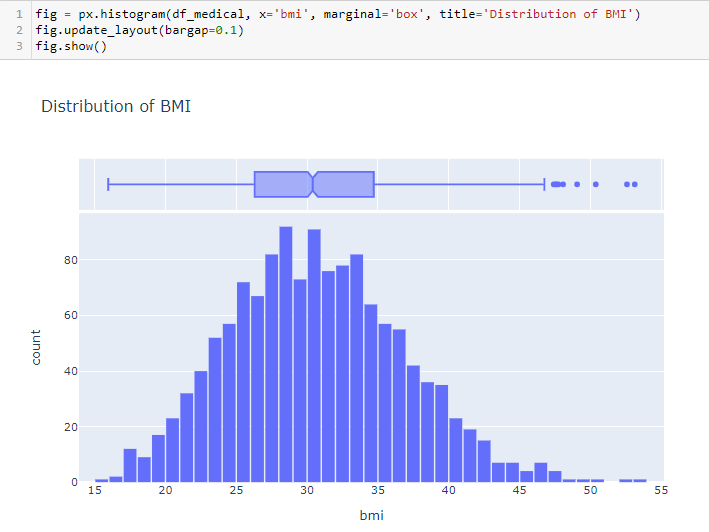 1 fig = px.histogram(df_medical, x='bmi', marginal='box', title='Distribution of BMI')
2 fig.update_layout(bargap=0.1)
3 fig.show()
Distribution of BMI
80
60
40
20
0
count
15 20 25 30 35 40 45 50 55
bmi